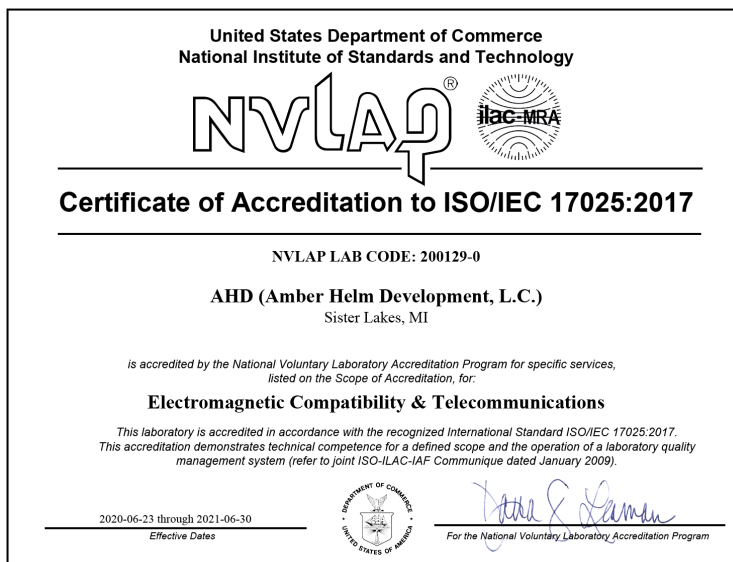 United States Department of Commerce
National Institute of Standards and Technology
NVLAP®
ilac-MRA
Certificate of Accreditation to ISO/IEC 17025:2017
NVLAP LAB CODE: 200129-0
AHD (Amber Helm Development, L.C.)
Sister Lakes, MI
is accredited by the National Voluntary Laboratory Accreditation Program for specific services,
listed on the Scope of Accreditation, for:
Electromagnetic Compatibility & Telecommunications
This laboratory is accredited in accordance with the recognized International Standard ISO/IEC 17025:2017.
This accreditation demonstrates technical competence for a defined scope and the operation of a laboratory quality
management system (refer to joint ISO-ILAC-IAF Communique dated January 2009).
2020-06-23 through 2021-06-30
Effective Dates
DEPARTMENT OF COMMERCE
UNITED STATES OF AMERICA
For the National Voluntary Laboratory Accreditation Program